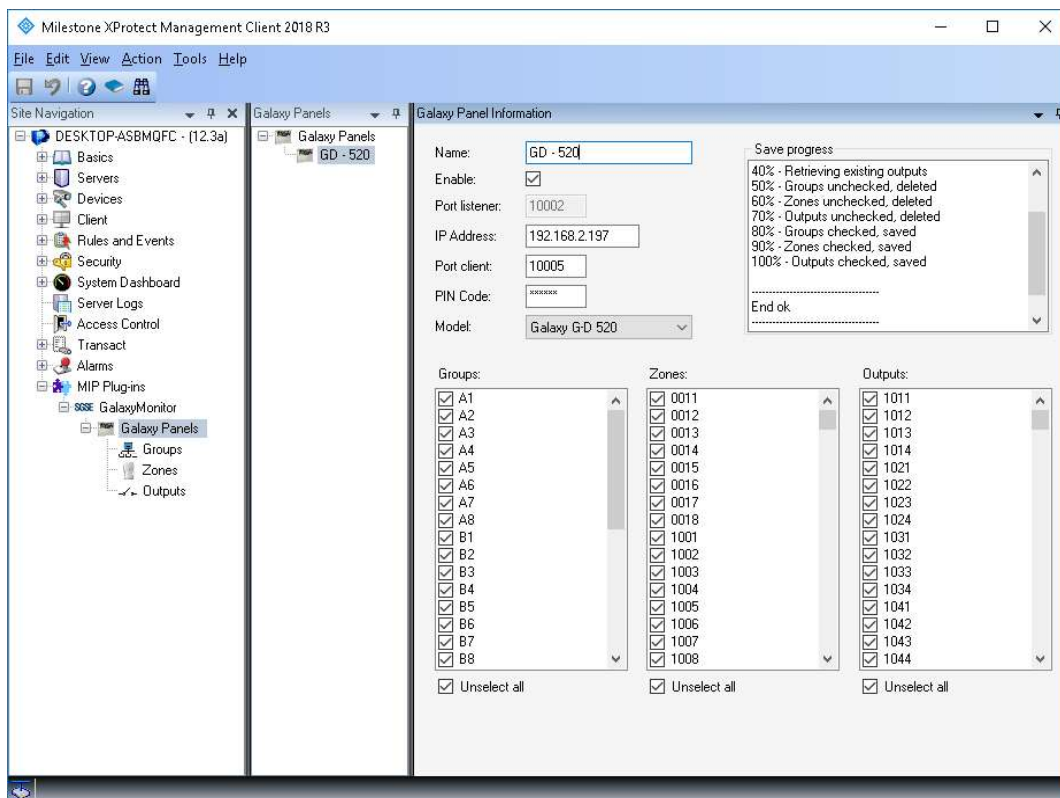 Milestone XProtect Management Client 2018 R3
File Edit View Action Tools Help
Site Navigation
DESKTOP-ASBMQFC - (12.3a)
Basics
Servers
Devices
Client
Rules and Events
Security
System Dashboard
Server Logs
Access Control
Transact
Alarms
MIP Plug-ins
SGSE GalaxyMonitor
Galaxy Panels
Groups
Zones
Outputs
Galaxy Panels
Galaxy Panels
GD - 520
Galaxy Panel Information
Name: GD - 520
Enable:
Port listener: 10002
IP Address: 192.168.2.197
Port client: 10005
PIN Code: ******
Model: Galaxy G-D 520
Save progress
40% - Retrieving existing outputs
50% - Groups unchecked, deleted
60% - Zones unchecked, deleted
70% - Outputs unchecked, deleted
80% - Groups checked, saved
90% - Zones checked, saved
100% - Outputs checked, saved
-----------------------------------
End ok
-----------------------------------
Groups:
A1
A2
A3
A4
A5
A6
A7
A8
B1
B2
B3
B4
B5
B6
B7
B8
Unselect all
Zones:
0011
0012
0013
0014
0015
0016
0017
0018
1001
1002
1003
1004
1005
1006
1007
1008
Unselect all
Outputs:
1011
1012
1013
1014
1021
1022
1023
1024
1031
1032
1033
1034
1041
1042
1043
1044
Unselect all